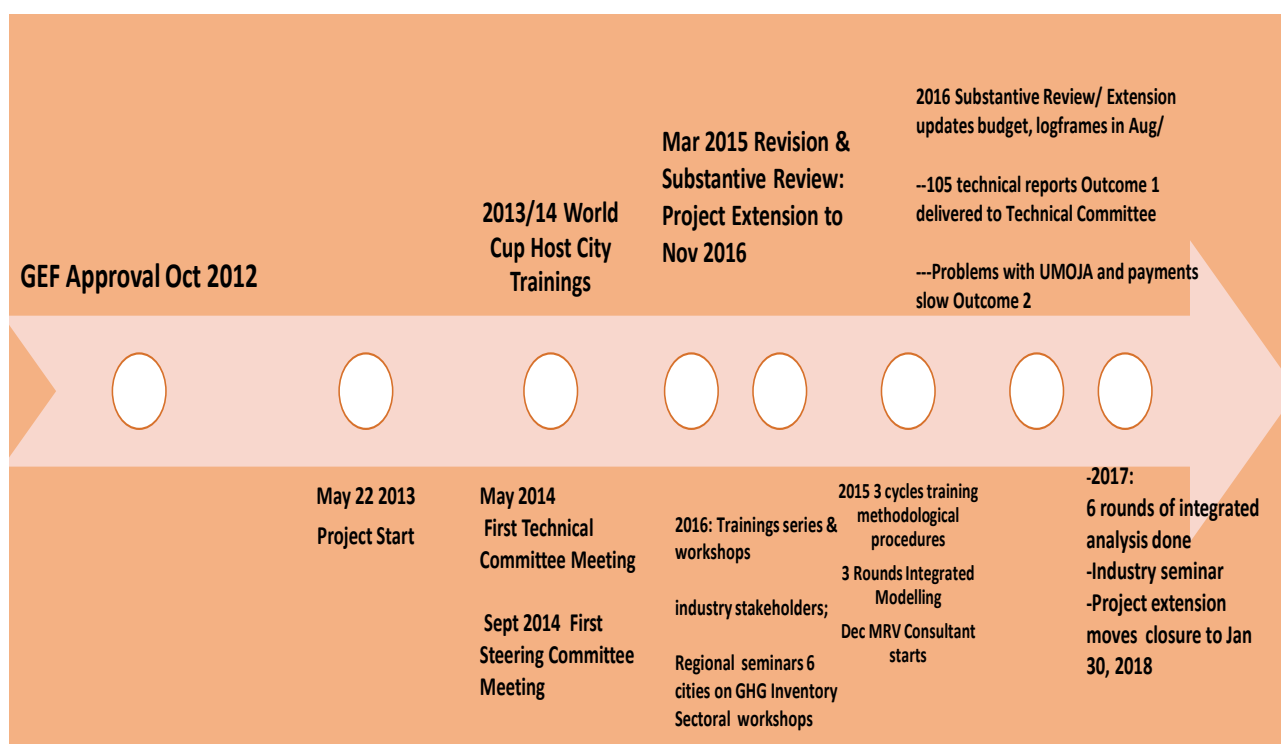 GEF Approval Oct 2012
May 22 2013
Project Start
2013/14 World
Cup Host City
Trainings
May 2014
First Technical
Committee Meeting
Sept 2014 First
Steering Committee
Meeting
Mar 2015 Revision &
Substantive Review:
Project Extension to
Nov 2016
2016: Trainings series &
workshops
industry stakeholders;
Regional seminars 6
cities on GHG Inventory
Sectoral workshops
2015 3 cycles training
methodological
procedures
3 Rounds Integrated
Modelling
Dec MRV Consultant
starts
2016 Substantive Review/ Extension
updates budget, logframes in Aug/
--105 technical reports Outcome 1
delivered to Technical Committee
---Problems with UMOJA and payments
slow Outcome 2
-2017:
6 rounds of integrated
analysis done
-Industry seminar
-Project extension
moves closure to Jan
30, 2018